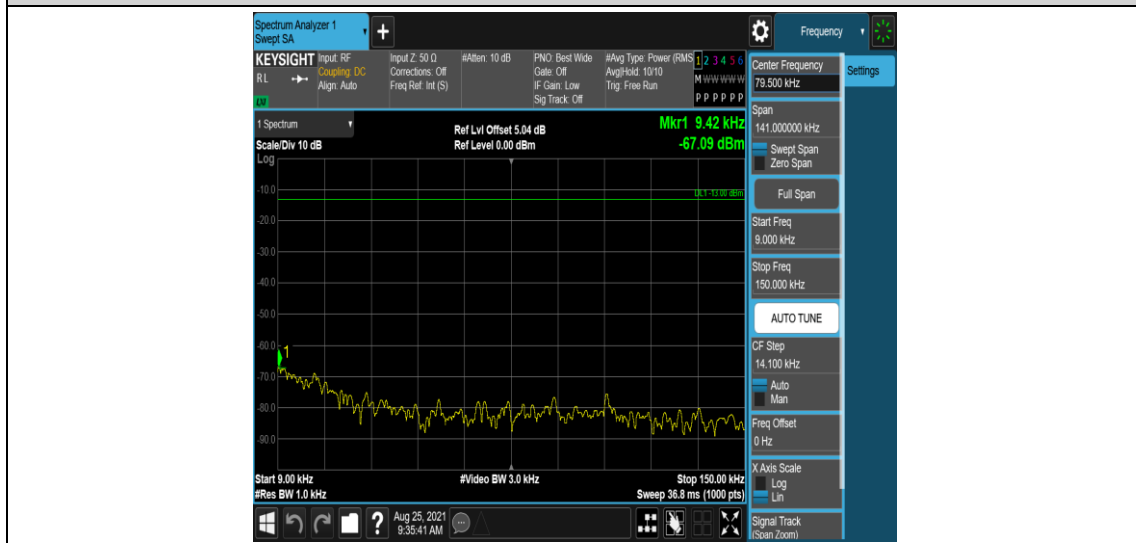 Spectrum Analyzer 1
Swept SA
+
Frequency
KEYSIGHT
RL
LXI
Input: RF
Coupling: DC
Align: Auto
Input Z: 50 Ω
Corrections: Off
Freq Ref: Int (S)
#Atten: 10 dB
PNO: Best Wide
Gate: Off
IF Gain: Low
Sig Track: Off
#Avg Type: Power (RMS
Avg|Hold: 10/10
Trig: Free Run
1 2 3 4 5 6
M W W W W W
P P P P P P
1 Spectrum
Scale/Div 10 dB
Log
Ref Lvl Offset 5.04 dB
Ref Level 0.00 dBm
Mkr1 9.42 kHz
-67.09 dBm
DL1 -13.00 dBm
-10.0
-20.0
-30.0
-40.0
-50.0
-60.0
1
-70.0
-80.0
-90.0
Start 9.00 kHz
#Res BW 1.0 kHz
#Video BW 3.0 kHz
Stop 150.00 kHz
Sweep 36.8 ms (1000 pts)
?
Aug 25, 2021
9:35:41 AM
Center Frequency
79.500 kHz
Span
141.000000 kHz
Swept Span
Zero Span
Full Span
Start Freq
9.000 kHz
Stop Freq
150.000 kHz
AUTO TUNE
CF Step
14.100 kHz
Auto
Man
Freq Offset
0 Hz
X Axis Scale
Log
Lin
Signal Track
(Span Zoom)
Settings